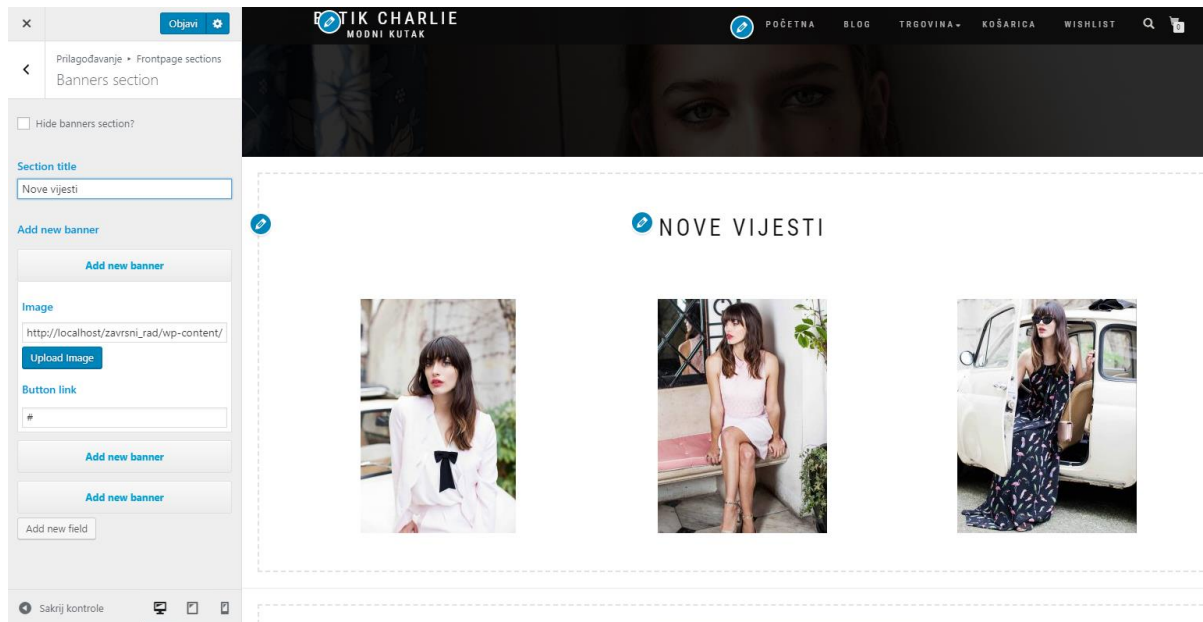 Objavi
Prilagođavanje ▸ Frontpage sections
Banners section
Hide banners section?
Section title
Nove vijesti
Add new banner
Add new banner
Image
http://localhost/zavrsni_rad/wp-content/
Upload Image
Button link
#
Add new banner
Add new banner
Add new field
Sakrij kontrole
TIK CHARLIE
MODNI KUTAK
POČETNA
BLOG
TRGOVINA
KOŠARICA
WISHLIST
0
NOVE VIJESTI